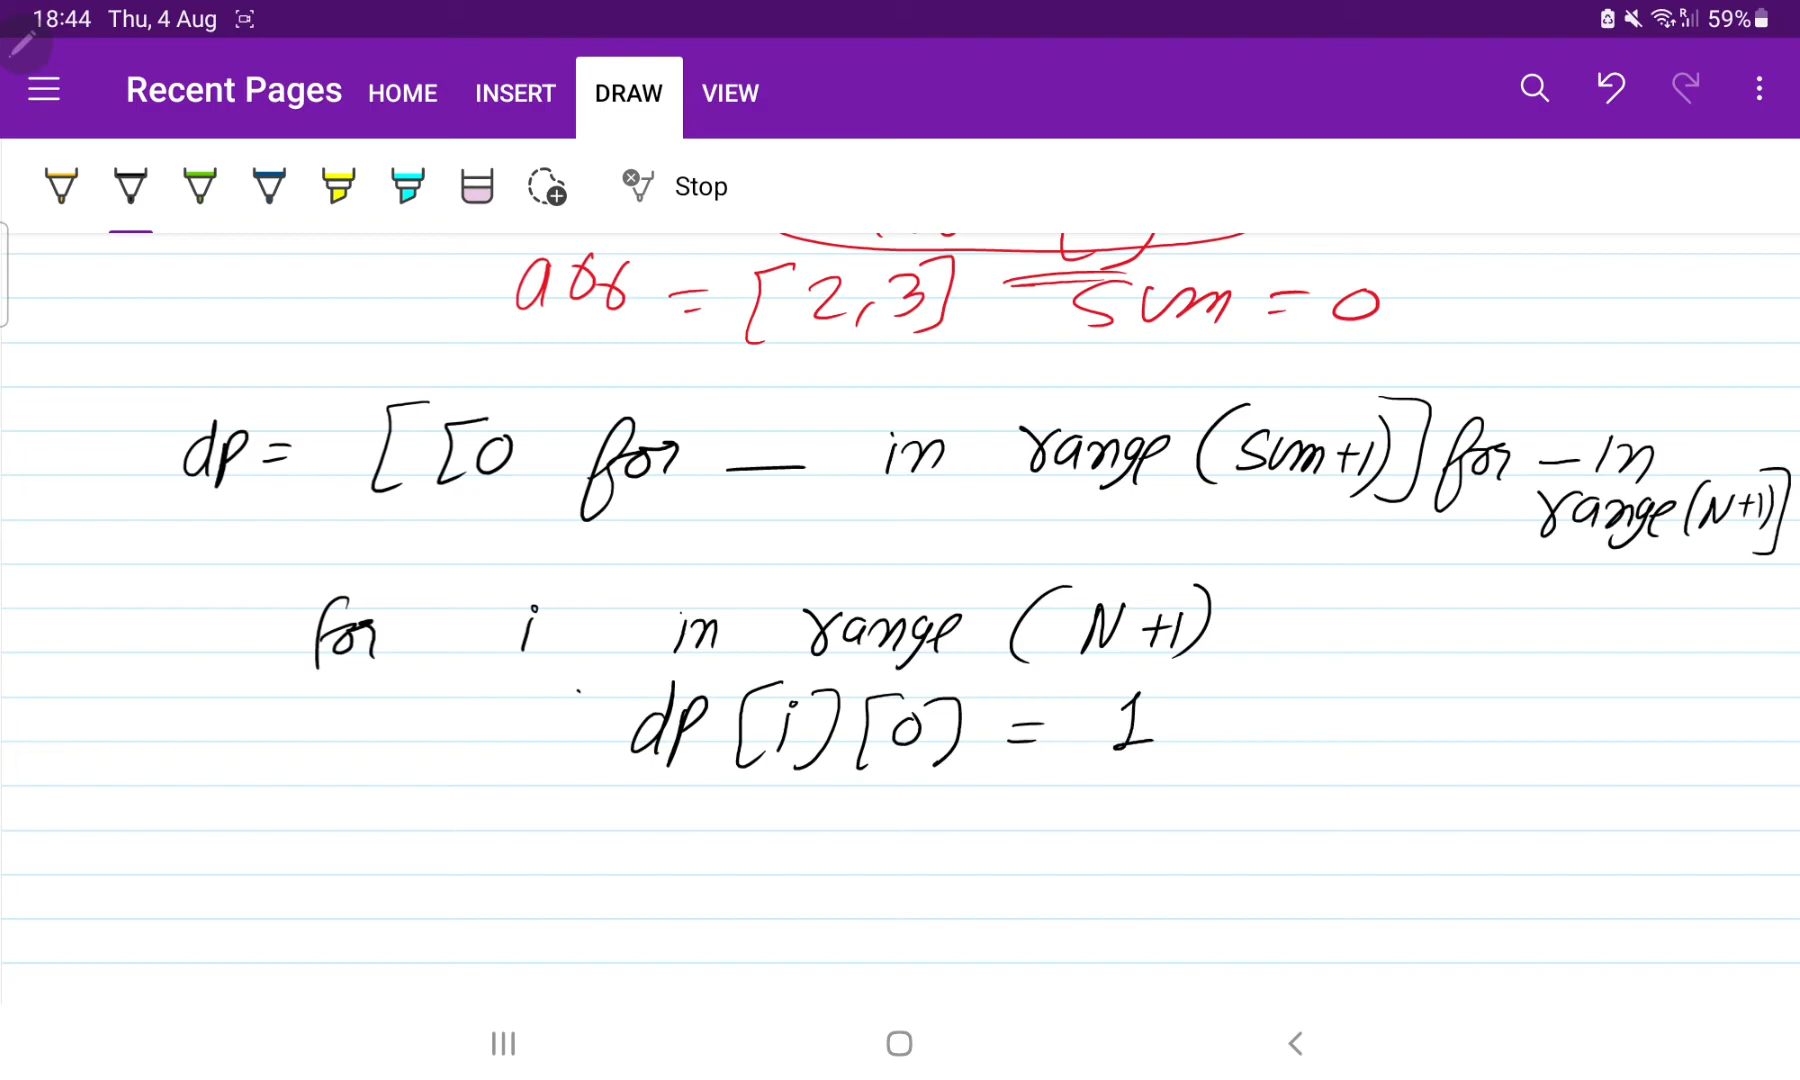 18:44 Thu, 4 Aug 59%
Recent Pages HOME INSERT DRAW VIEW
Stop
arr = [2,3] sum = 0
dp = [[0 for _ in range(sum+1)] for _ in
range(N+1)]
for i in range (N+1)
dp[i][0] = 1